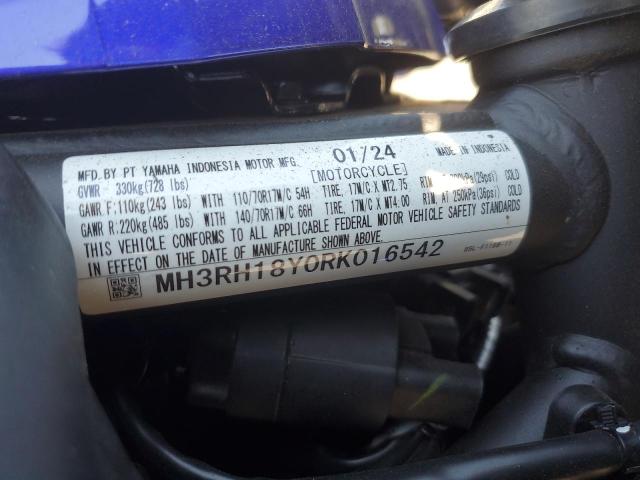 MFD.BY PT YAMAHA INDONESIA MOTOR MFG. 01/24 MADE IN INDONESIA
GVWR 330kg(728 lbs) [MOTORCYCLE]
GAWR F:110kg(243 lbs) WITH 110/70R17M/C 54H TIRE, 17M/C X MT2.75 RIM, AT (29psi) COLD
GAWR R:220kg(485 lbs) WITH 140/70R17M/C 66H TIRE, 17M/C X MT4.00 RIM, AT 250kPa(36psi) COLD
THIS VEHICLE CONFORMS TO ALL APPLICABLE FEDERAL MOTOR VEHICLE SAFETY STANDARDS
IN EFFECT ON THE DATE OF MANUFACTURE SHOWN ABOVE.
MH3RH18Y0RK016542